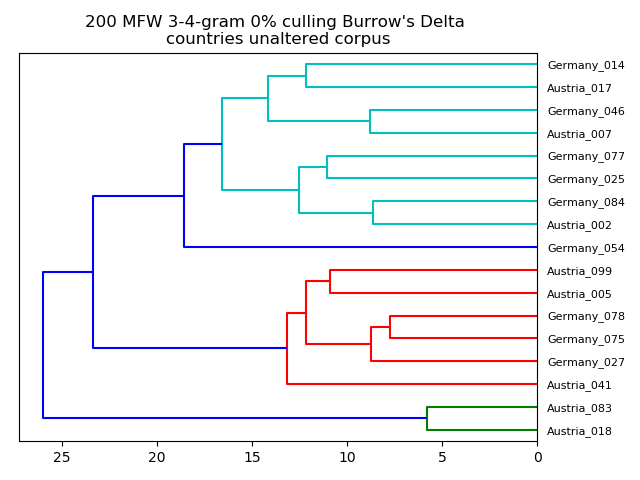 200 MFW 3-4-gram 0% culling Burrow's Delta
countries unaltered corpus
Germany_014
Austria_017
Germany_046
Austria_007
Germany_077
Germany_025
Germany_084
Austria_002
Germany_054
Austria_099
Austria_005
Germany_078
Germany_075
Germany_027
Austria_041
Austria_083
Austria_018
25 20 15 10 5 0